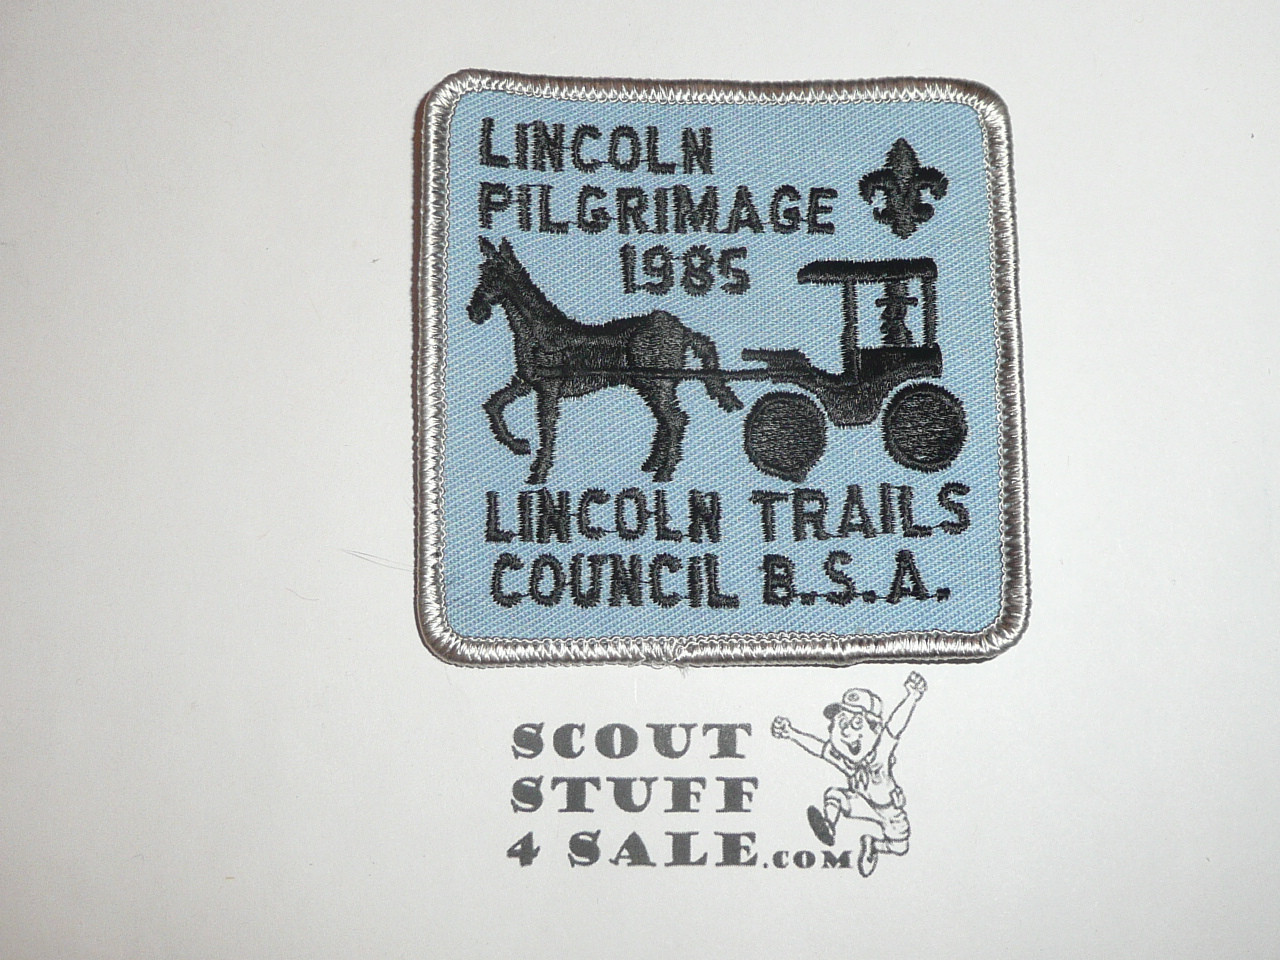 LINCOLN
PILGRIMAGE
1985
LINCOLN TRAILS
COUNCIL B.S.A.
SCOUT
STUFF
4 SALE.COM